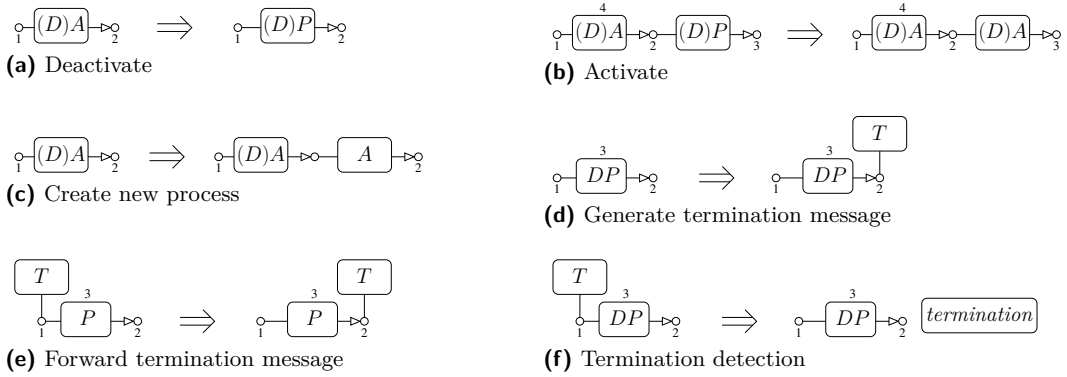 (D)A (D)P
1 2 1 2
(a) Deactivate
4 4
(D)A (D)P (D)A (D)A
1 2 3 1 2 3
(b) Activate
(D)A (D)A A
1 2 1 2
(c) Create new process
T
3 3
DP DP
1 2 1 2
(d) Generate termination message
T T
3 3
P P
1 2 1 2
(e) Forward termination message
T
3 3
DP DP termination
1 2 1 2
(f) Termination detection